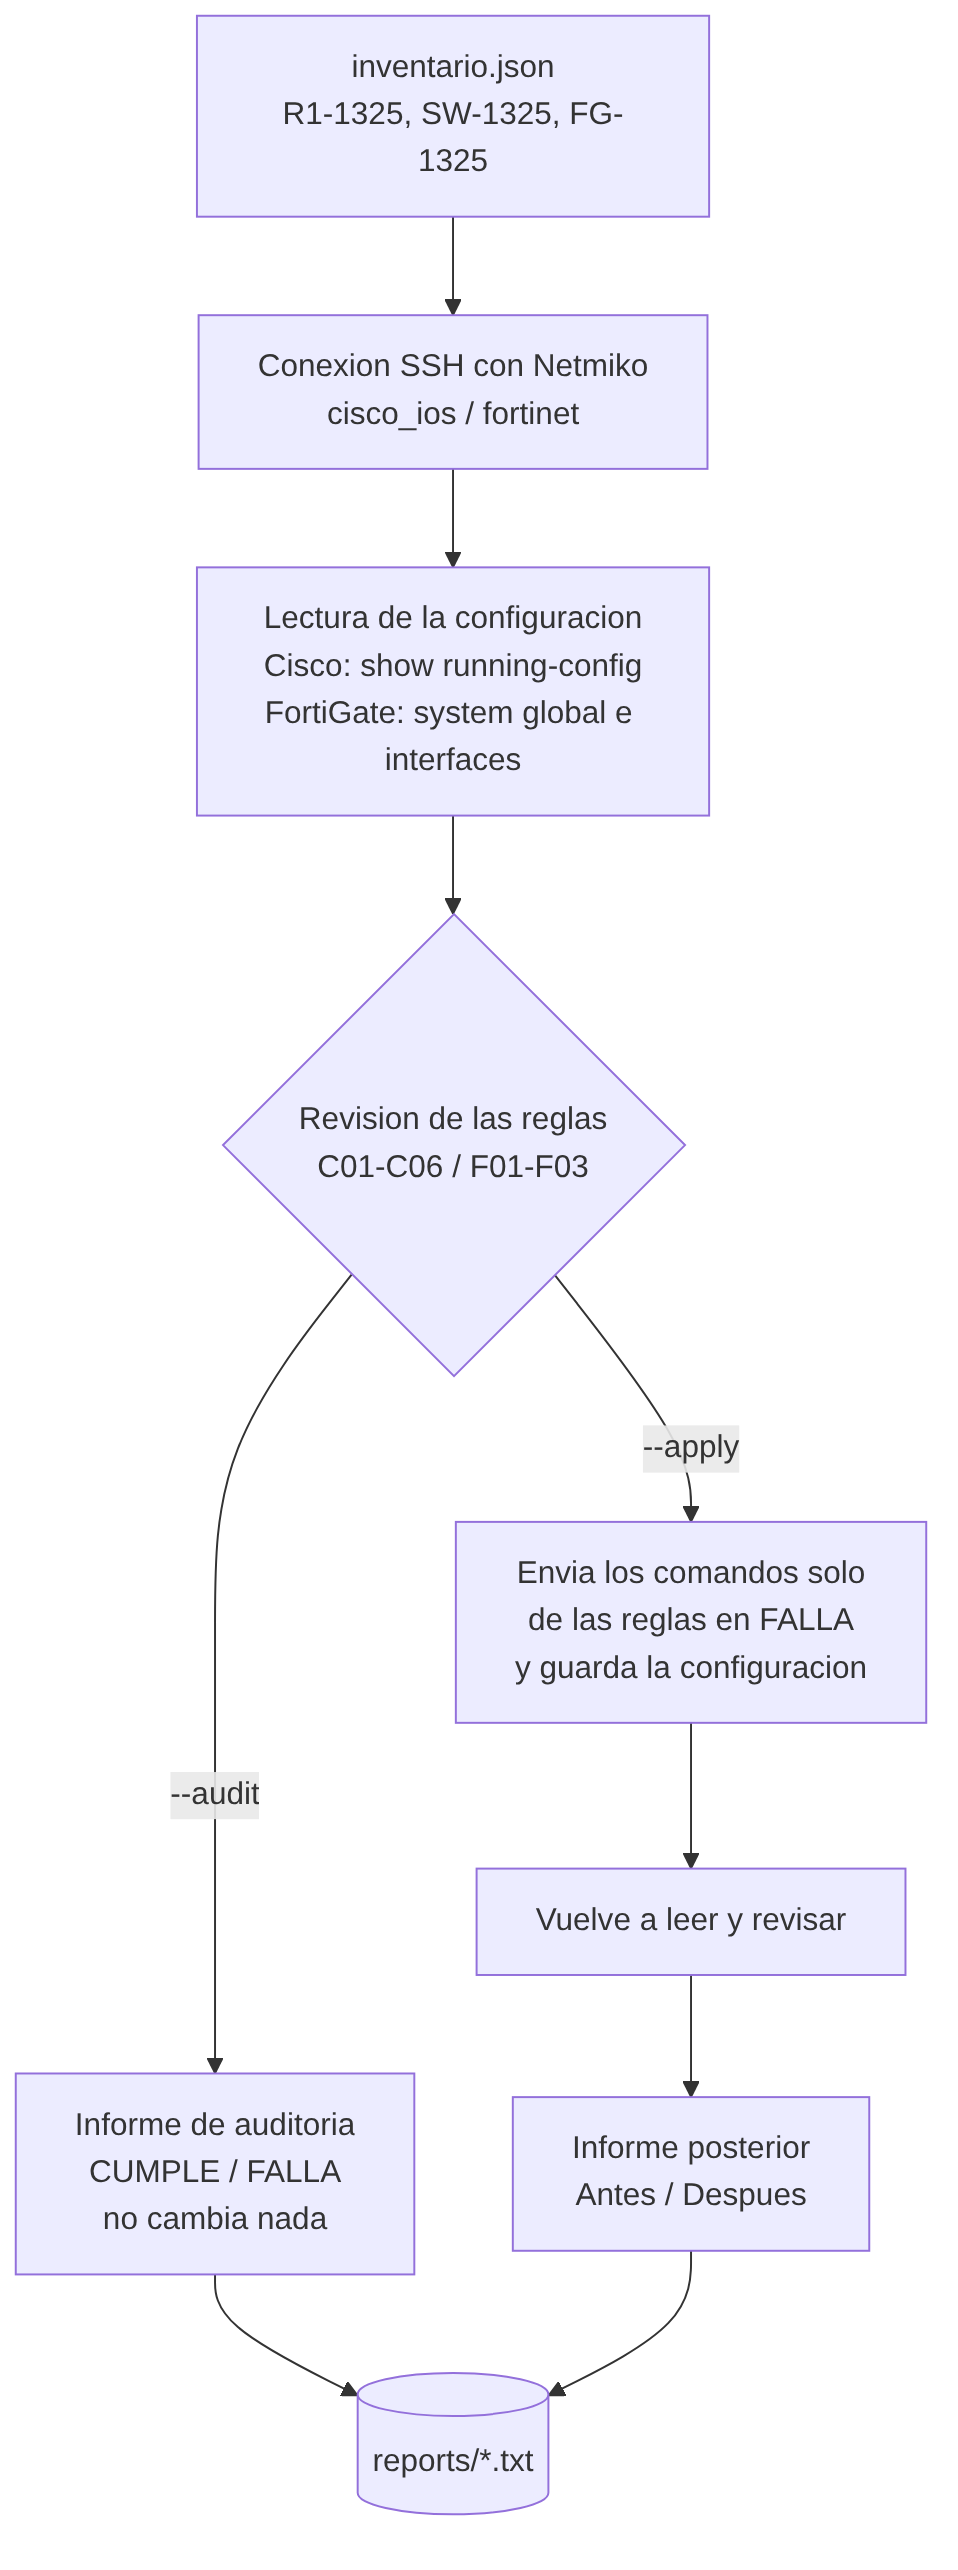 inventario.json
R1-1325, SW-1325, FG-
1325
Conexion SSH con Netmiko
cisco_ios / fortinet
Lectura de la configuracion
Cisco: show running-config
FortiGate: system global e
interfaces
Revision de las reglas
C01-C06 / F01-F03
--apply
Envia los comandos solo
de las reglas en FALLA
y guarda la configuracion
--audit
Vuelve a leer y revisar
Informe de auditoria
CUMPLE / FALLA
no cambia nada
Informe posterior
Antes / Despues
reports/*.txt